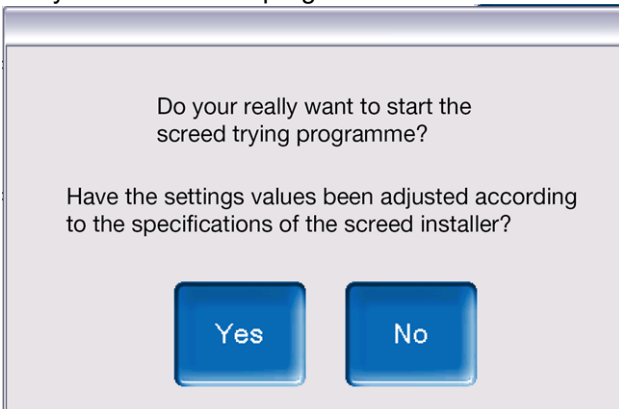 Do your really want to start the
screed trying programme?
Have the settings values been adjusted according
to the specifications of the screed installer?
Yes
No